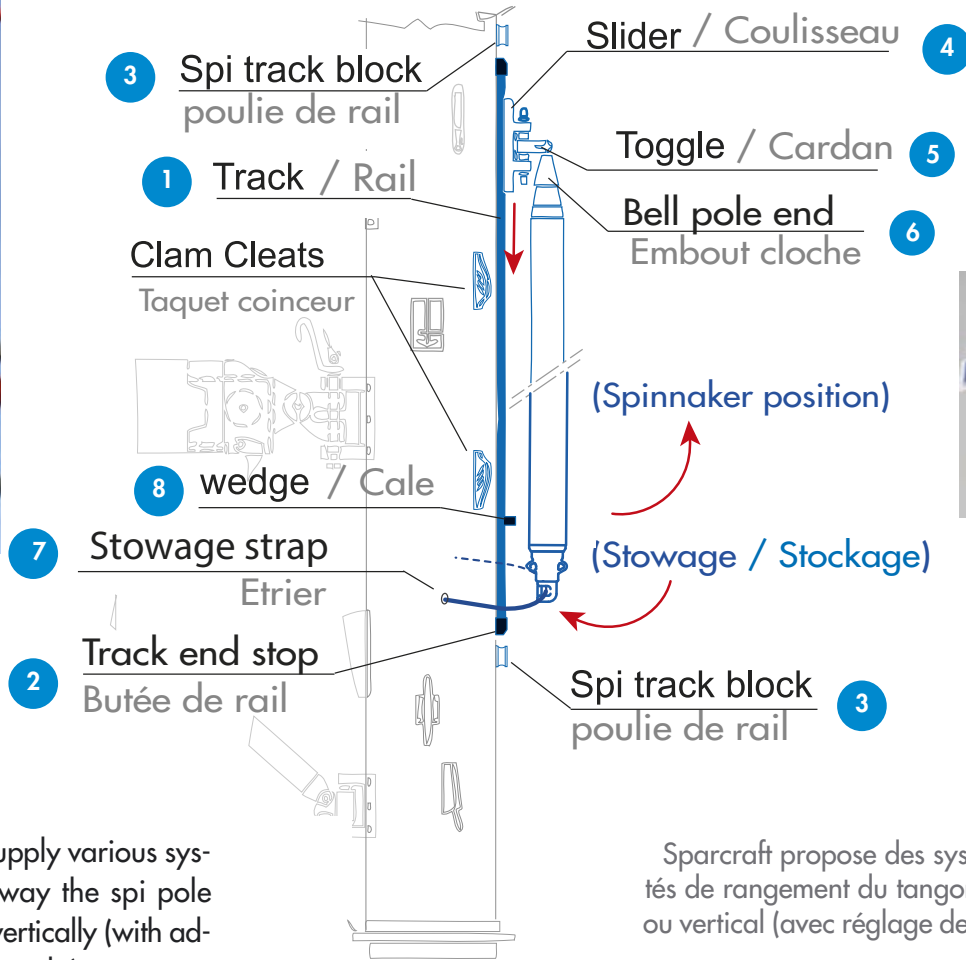 Slider / Coulisseau
4
3
Spi track block
poulie de rail
Toggle / Cardan
5
1
Track / Rail
Bell pole end
6
Embout cloche
Clam Cleats
Taquet coinceur
(Spinnaker position)
8
wedge / Cale
7
Stowage strap
Etrier
(Stowage / Stockage)
2
Track end stop
Butée de rail
Spi track block
3
poulie de rail
upply various sys-
way the spi pole
vertically (with ad-
Sparcraft propose des sys
tés de rangement du tango
ou vertical (avec réglage de